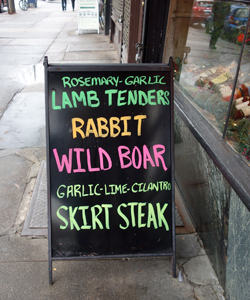 ROSEMARY-GARLIC
LAMB TENDERS
RABBIT
WILD BOAR
GARLIC-LIME-CILANTRO
SKIRT STEAK